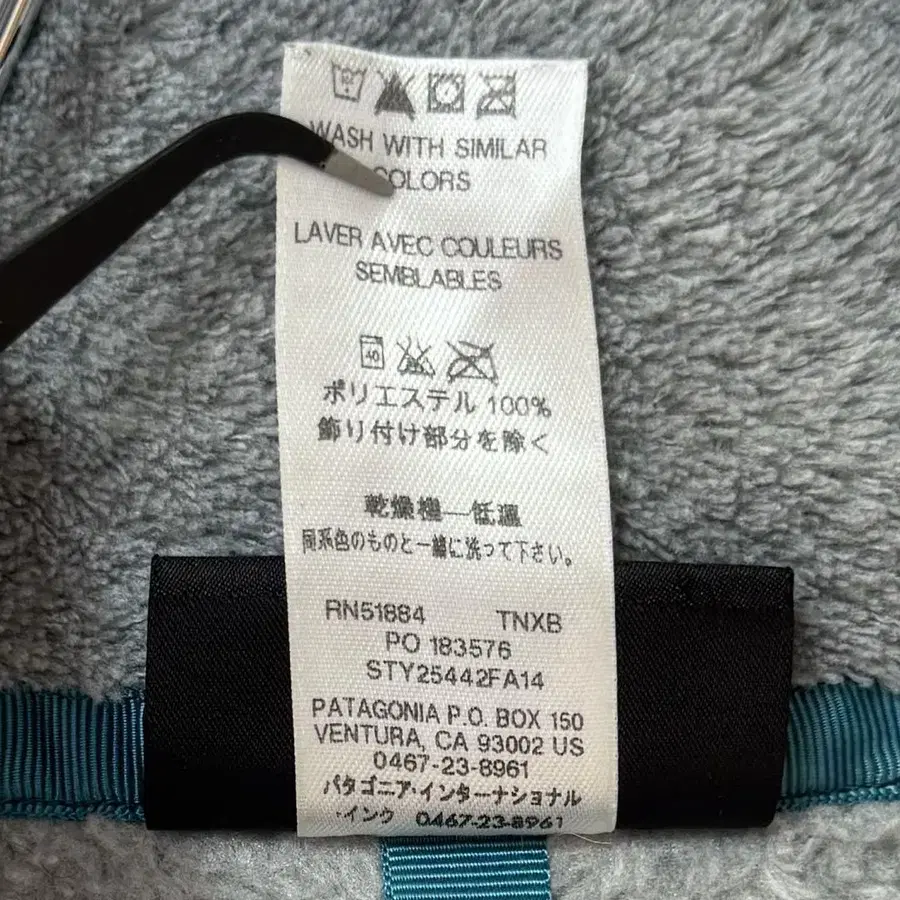 WASH WITH SIMILAR
COLORS
LAVER AVEC COULEURS
SEMBLABLES
40
ポリエステル 100%
飾り付け部分を除く
乾燥機—低温
同系色のものと一緒に洗って下さい。
RN51884 TNXB
PO 183576
STY25442FA14
PATAGONIA P.O. BOX 150
VENTURA, CA 93002 US
0467-23-8961
パタゴニア・インターナショナル
・インク 0467-23-8961